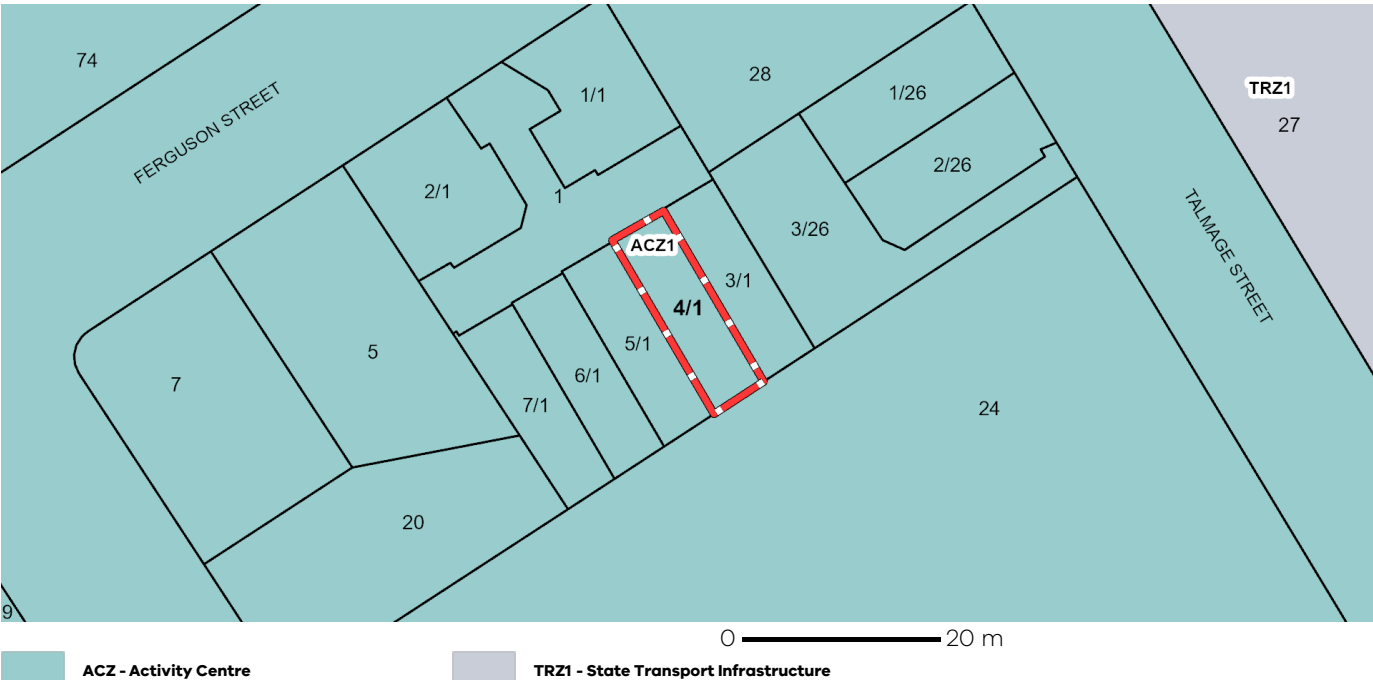 74
FERGUSON STREET
1/1
28
1/26
TRZ1
27
2/1
1
2/26
TALMAGE STREET
3/26
ACZ1
3/1
4/1
5/1
5
6/1
7
7/1
24
20
9
0 20 m
ACZ - Activity Centre
TRZ1 - State Transport Infrastructure